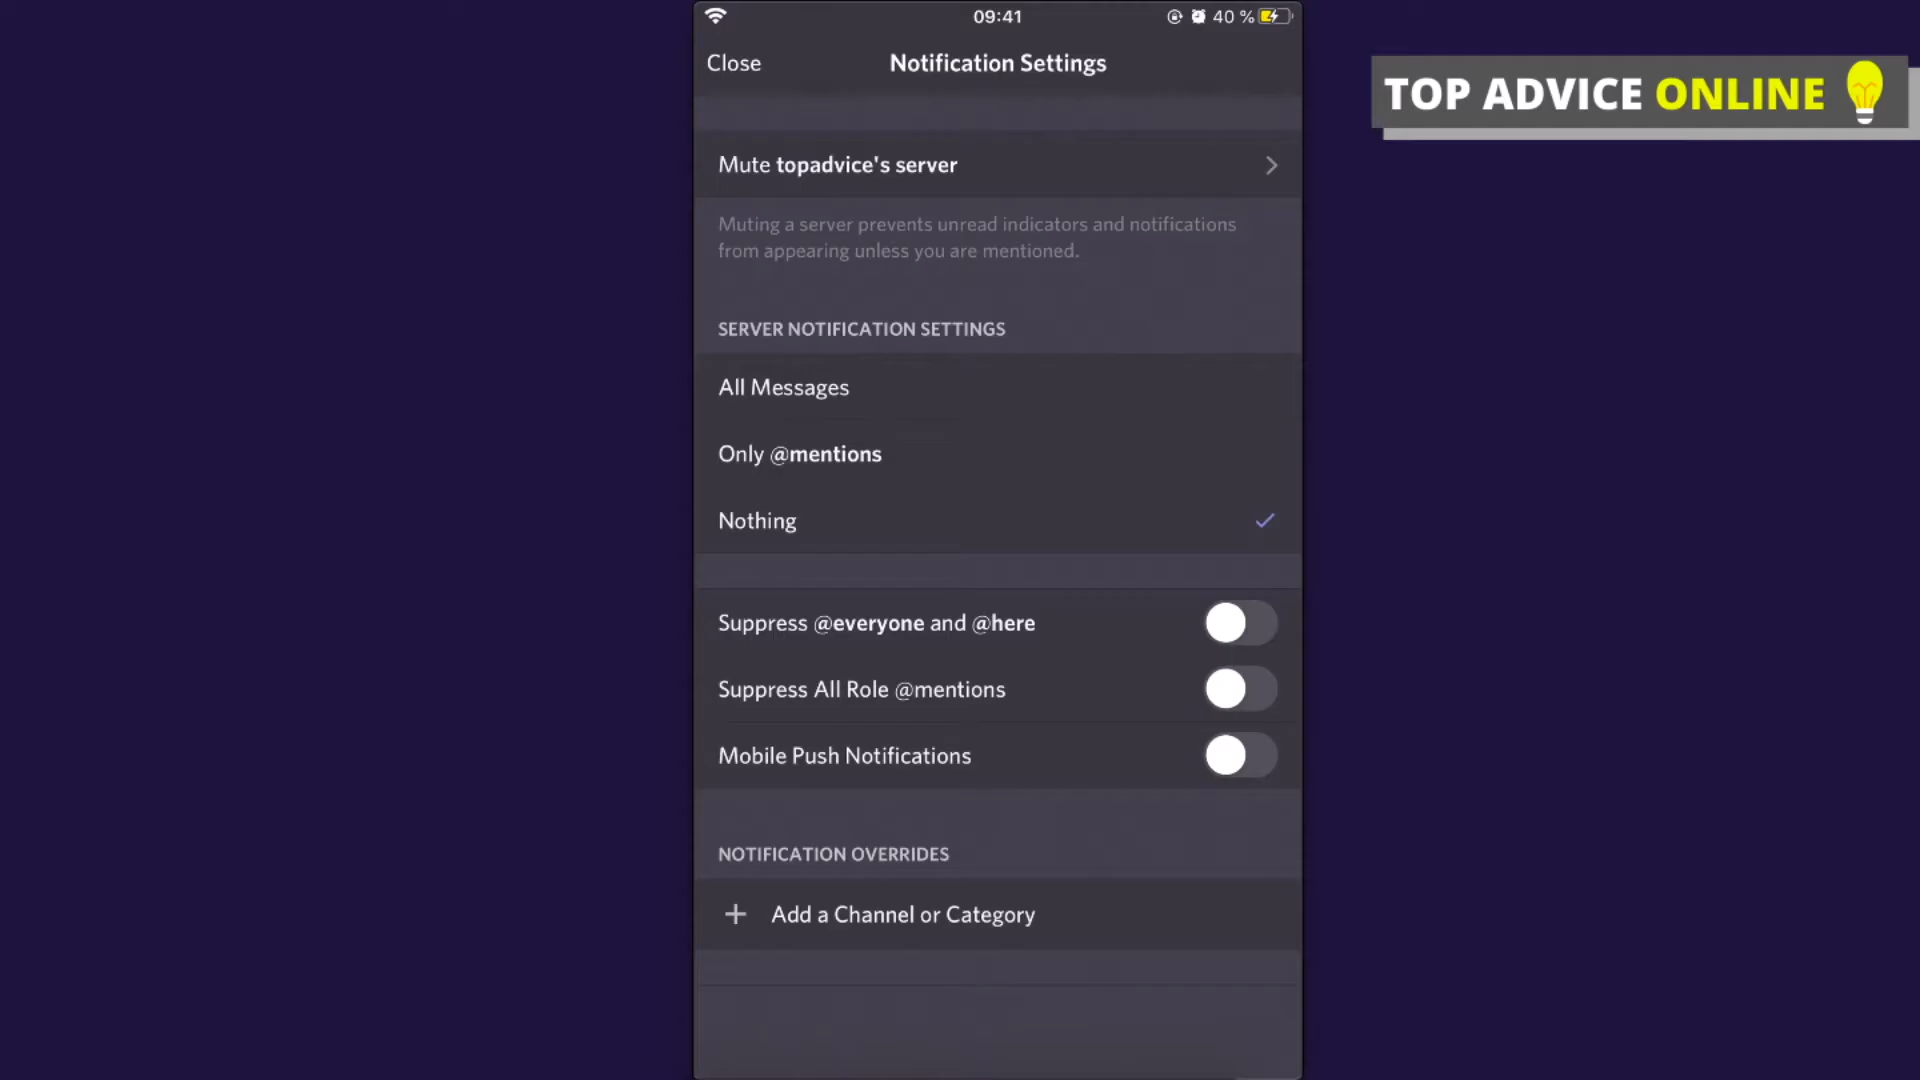 09:41
40 %
Close
Notification Settings
TOP ADVICE ONLINE
Mute topadvice's server
Muting a server prevents unread indicators and notifications
from appearing unless you are mentioned.
SERVER NOTIFICATION SETTINGS
All Messages
Only @mentions
Nothing
Suppress @everyone and @here
Suppress All Role @mentions
Mobile Push Notifications
NOTIFICATION OVERRIDES
Add a Channel or Category